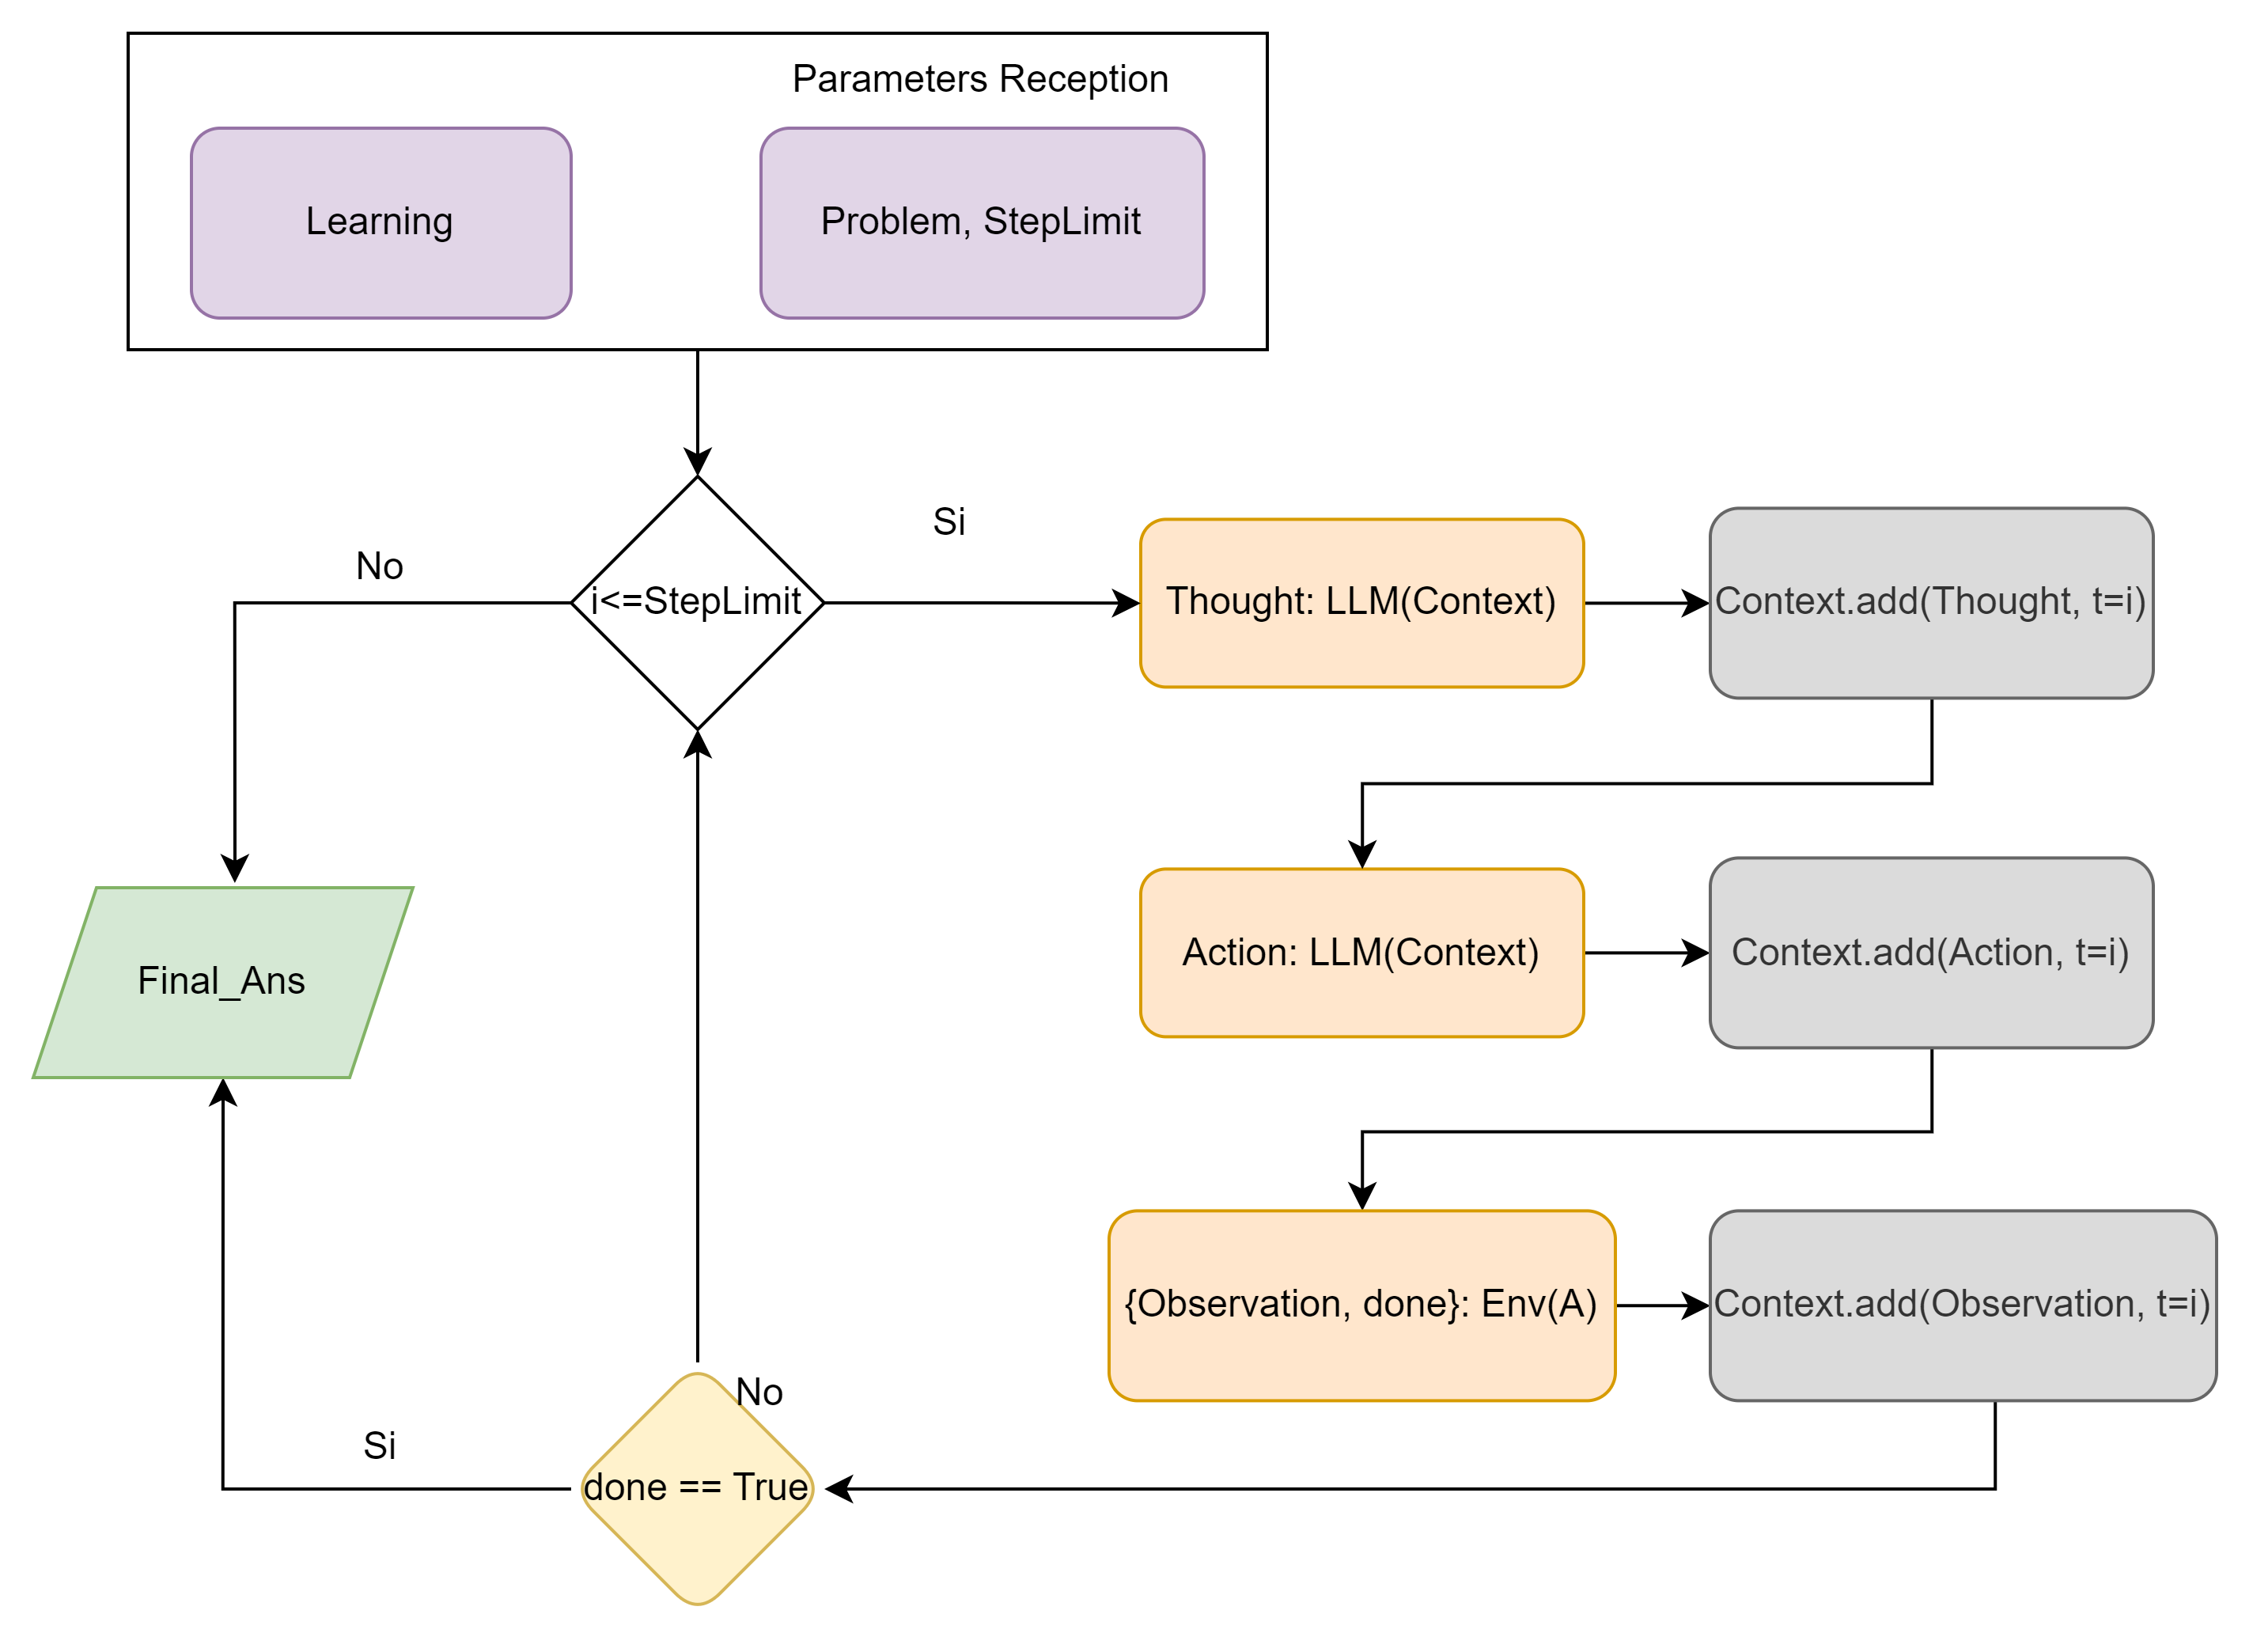 Parameters Reception
Learning
Problem, StepLimit
No
Si
i<=StepLimit
Thought: LLM(Context)
Context.add(Thought, t=i)
Final_Ans
Action: LLM(Context)
Context.add(Action, t=i)
{Observation, done}: Env(A)
Context.add(Observation, t=i)
No
Si
done == True